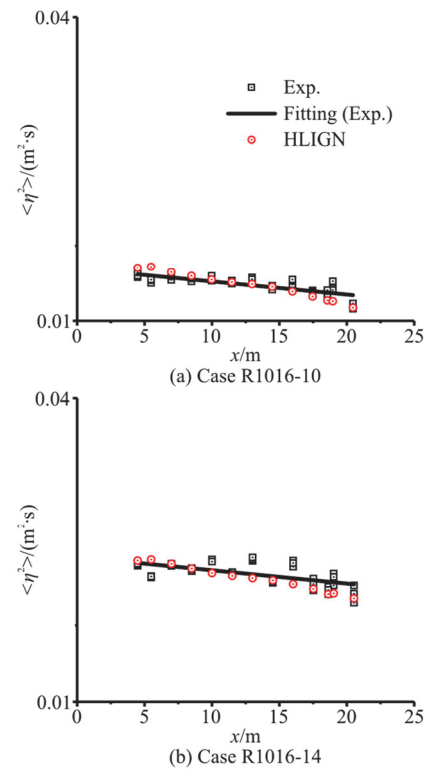 0.04
Exp.
Fitting (Exp.)
HLIGN
<η²>/(m²·s)
0.01
0 5 10 15 20 25
x/m
(a) Case R1016-10
0.04
<η²>/(m²·s)
0.01
0 5 10 15 20 25
x/m
(b) Case R1016-14